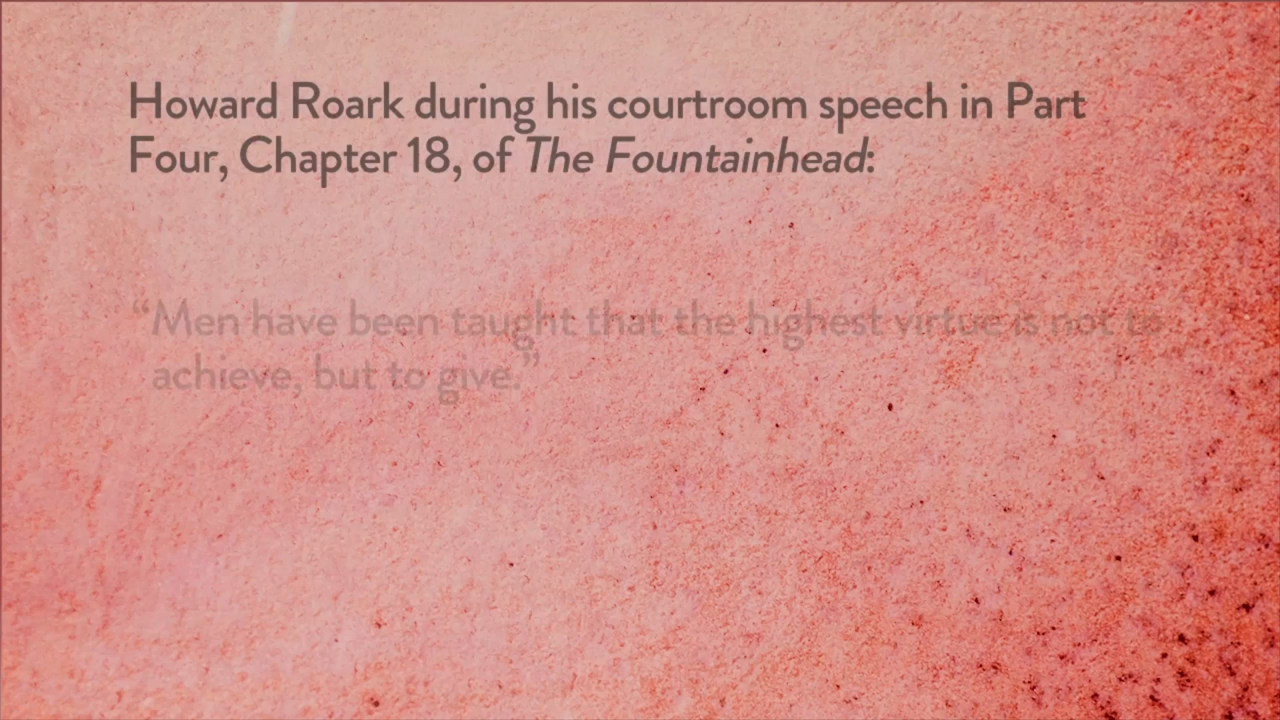 Howard Roark during his courtroom speech in Part
Four, Chapter 18, of The Fountainhead:
“Men have been taught that the highest virtue is not to
achieve, but to give.”